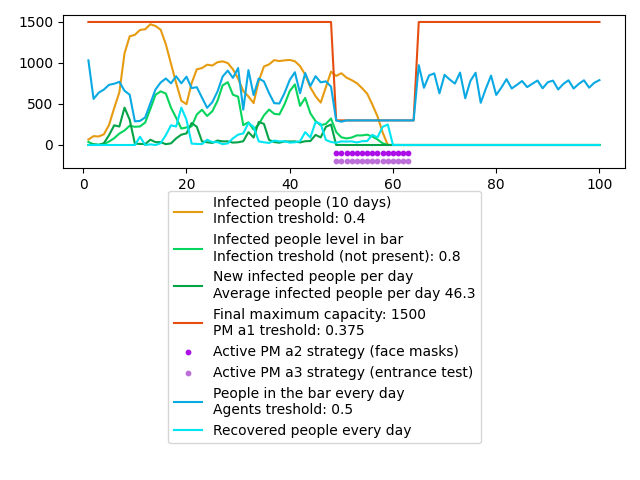 1500
1000
500
0
0
20
40
60
80
100
Infected people (10 days)
Infection treshold: 0.4
Infected people level in bar
Infection treshold (not present): 0.8
New infected people per day
Average infected people per day 46.3
Final maximum capacity: 1500
PM a1 treshold: 0.375
Active PM a2 strategy (face masks)
Active PM a3 strategy (entrance test)
People in the bar every day
Agents treshold: 0.5
Recovered people every day